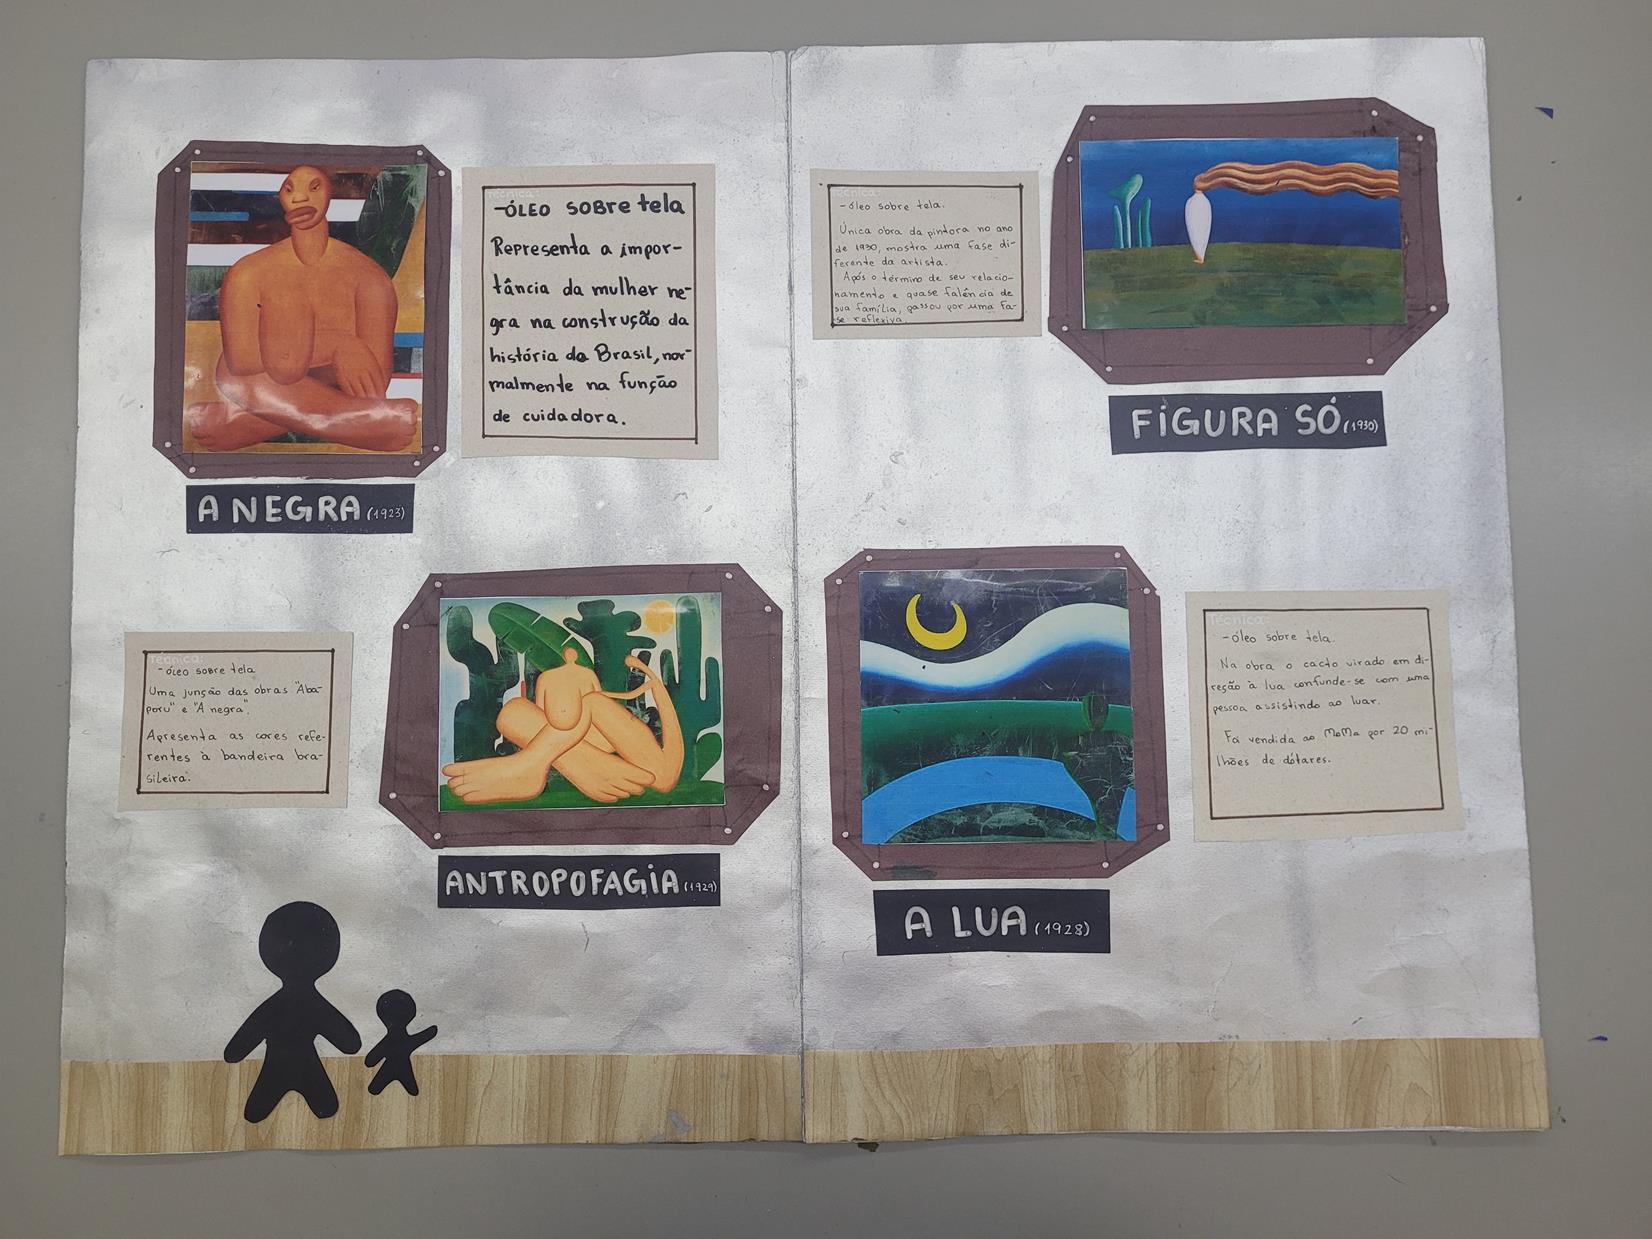 Técnica:
-ÓLEO SOBRE tela
Representa a impor-
tância da mulher ne-
gra na construção da
história do Brasil, nor-
malmente na função
de cuidadora.
A NEGRA (1923)
Técnica:
-óleo sobre tela
Uma junção das obras "Aba-
poru" e "A negra".
Apresenta as cores refe-
rentes à bandeira bra-
sileira.
ANTROPOFAGIA (1929)
Técnica:
-óleo sobre tela.
Única obra da pintora no ano
de 1930, mostra uma fase di-
ferente da artista.
Após o término de seu relacio-
namento e quase falência de
sua família, passou por uma fa-
se reflexiva.
FIGURA SÓ (1930)
A LUA (1928)
Técnica:
-óleo sobre tela.
Na obra o cacto virado em di-
reção à lua confunde-se com uma
pessoa assistindo ao luar.
Foi vendida ao MoMa por 20 mi-
lhões de dólares.